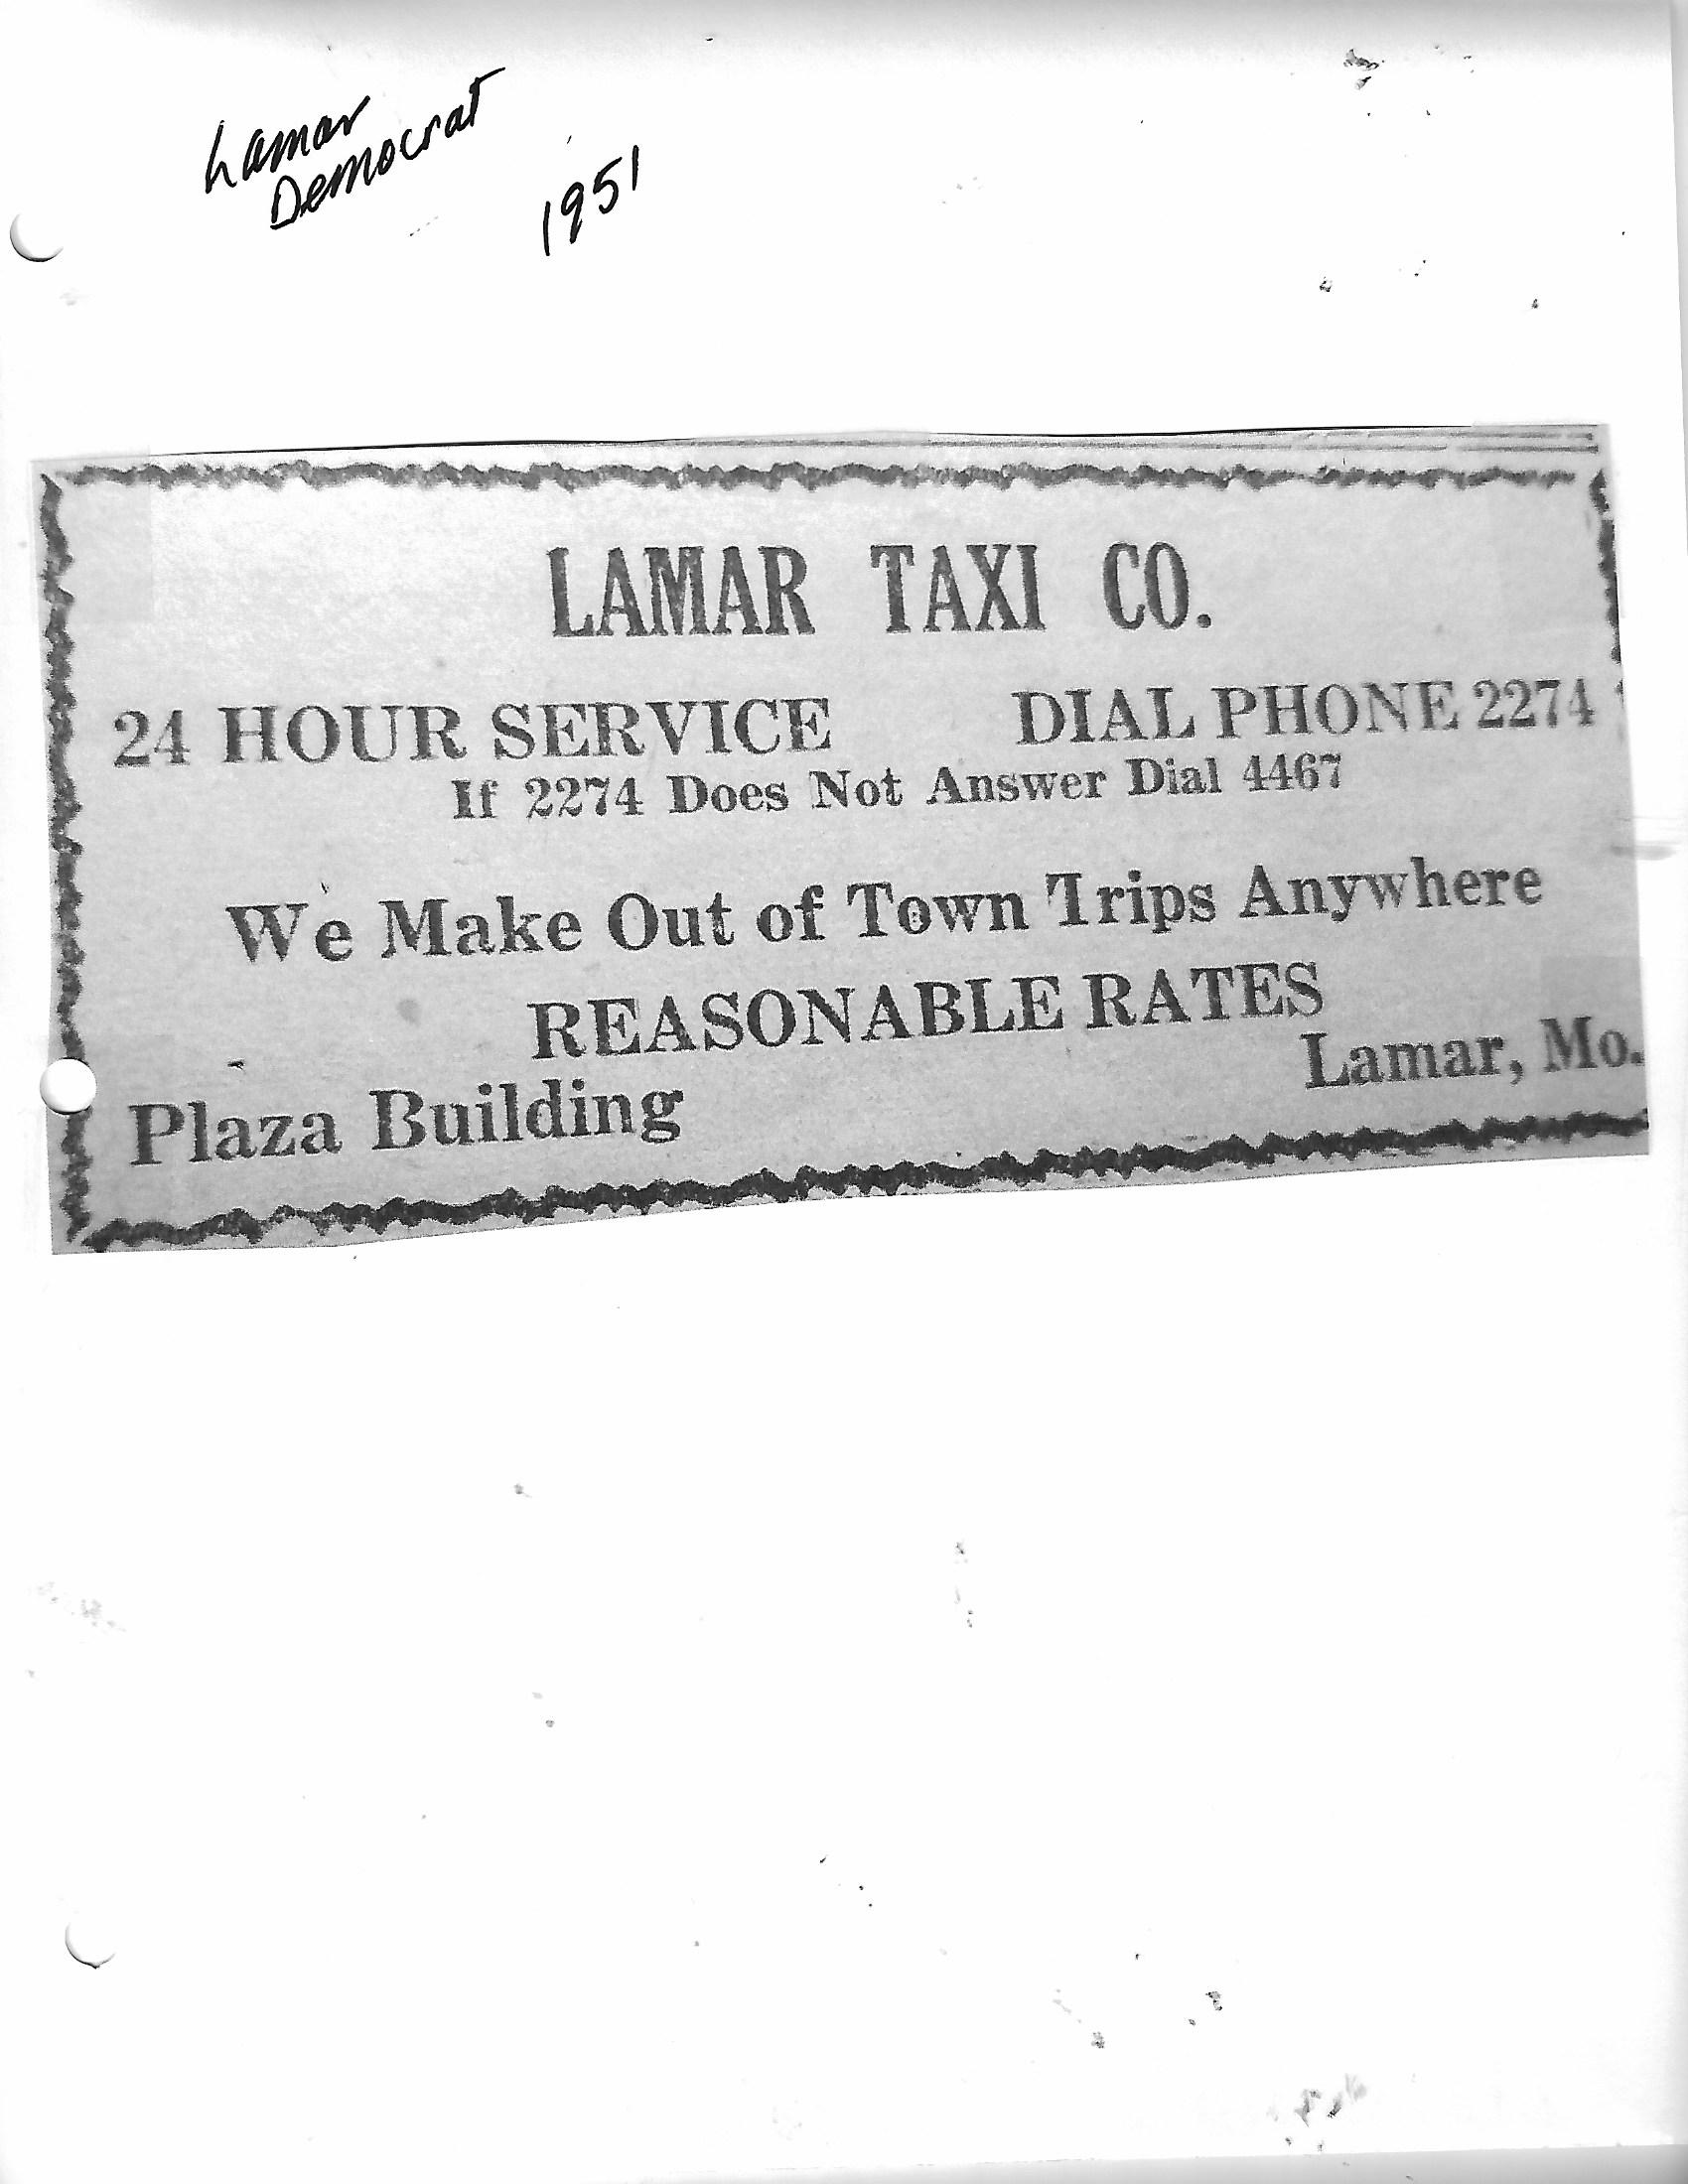 Lamar
Democrat
1951
LAMAR TAXI CO.
24 HOUR SERVICE DIAL PHONE 2274
If 2274 Does Not Answer Dial 4467
We Make Out of Town Trips Anywhere
REASONABLE RATES
Plaza Building Lamar, Mo.